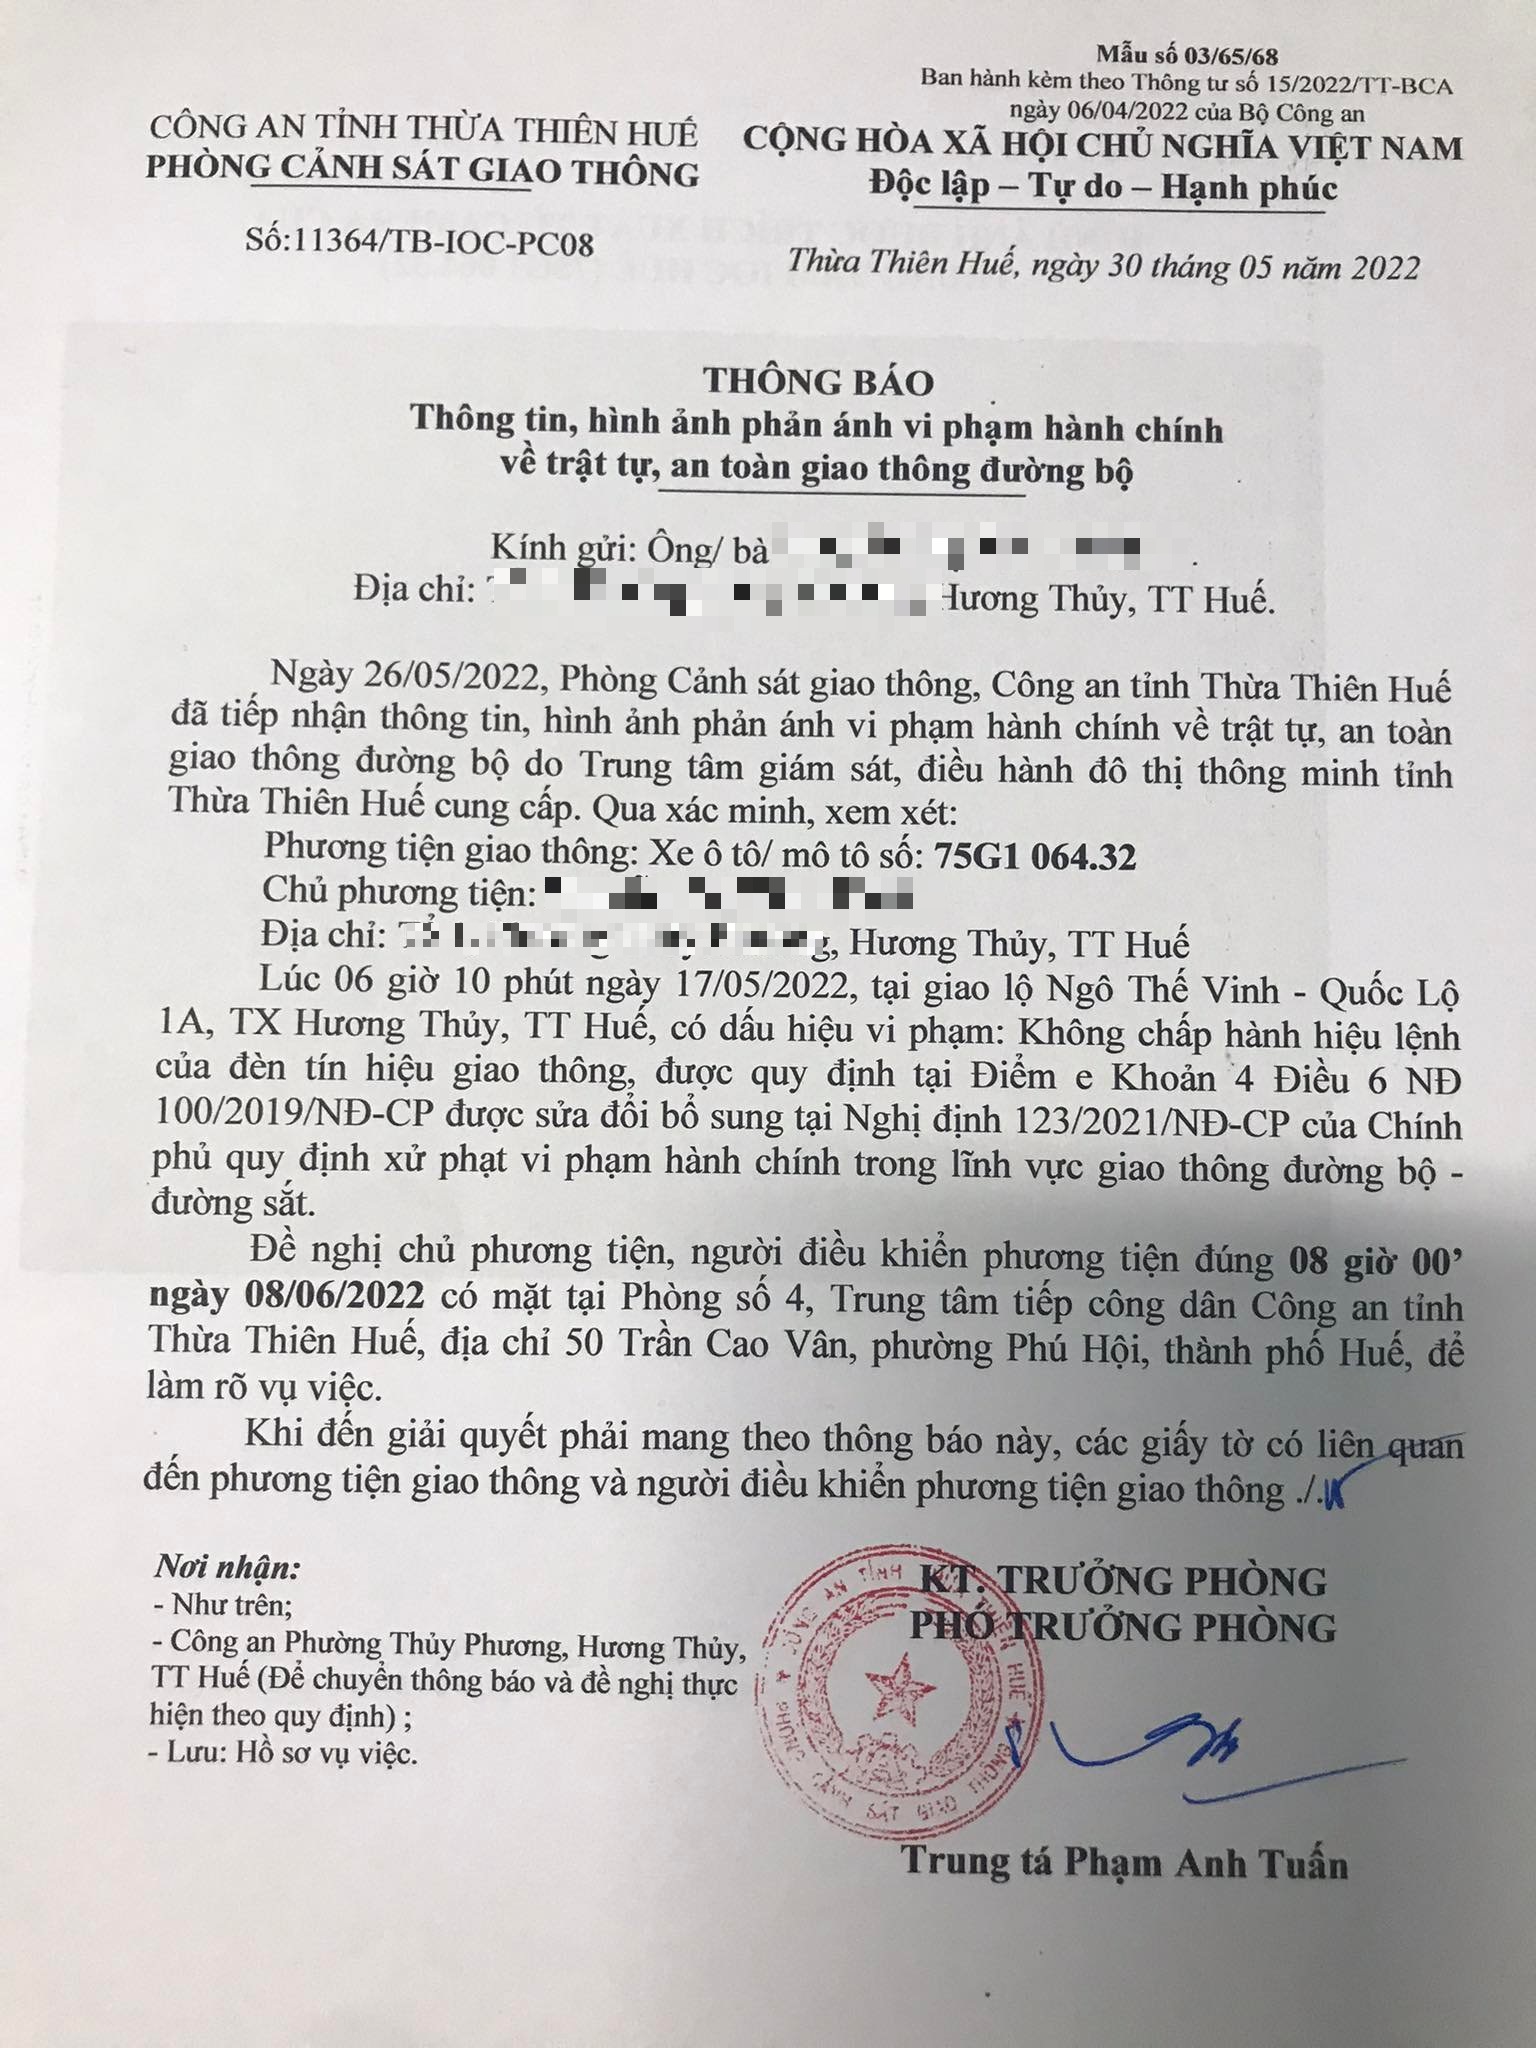 Mẫu số 03/65/68
Ban hành kèm theo Thông tư số 15/2022/TT-BCA
ngày 06/04/2022 của Bộ Công an
CÔNG AN TỈNH THỪA THIÊN HUẾ
PHÒNG CẢNH SÁT GIAO THÔNG
CỘNG HÒA XÃ HỘI CHỦ NGHĨA VIỆT NAM
Độc lập – Tự do – Hạnh phúc
Số:11364/TB-IOC-PC08
Thừa Thiên Huế, ngày 30 tháng 05 năm 2022
THÔNG BÁO
Thông tin, hình ảnh phản ánh vi phạm hành chính
về trật tự, an toàn giao thông đường bộ
Kính gửi: Ông/ bà
Địa chỉ: Hương Thủy, TT Huế.
Ngày 26/05/2022, Phòng Cảnh sát giao thông, Công an tỉnh Thừa Thiên Huế
đã tiếp nhận thông tin, hình ảnh phản ánh vi phạm hành chính về trật tự, an toàn
giao thông đường bộ do Trung tâm giám sát, điều hành đô thị thông minh tỉnh
Thừa Thiên Huế cung cấp. Qua xác minh, xem xét:
Phương tiện giao thông: Xe ô tô/ mô tô số: 75G1 064.32
Chủ phương tiện:
Địa chỉ: , Hương Thủy, TT Huế
Lúc 06 giờ 10 phút ngày 17/05/2022, tại giao lộ Ngô Thế Vinh - Quốc Lộ
1A, TX Hương Thủy, TT Huế, có dấu hiệu vi phạm: Không chấp hành hiệu lệnh
của đèn tín hiệu giao thông, được quy định tại Điểm e Khoản 4 Điều 6 NĐ
100/2019/NĐ-CP được sửa đổi bổ sung tại Nghị định 123/2021/NĐ-CP của Chính
phủ quy định xử phạt vi phạm hành chính trong lĩnh vực giao thông đường bộ -
đường sắt.
Đề nghị chủ phương tiện, người điều khiển phương tiện đúng 08 giờ 00’
ngày 08/06/2022 có mặt tại Phòng số 4, Trung tâm tiếp công dân Công an tỉnh
Thừa Thiên Huế, địa chỉ 50 Trần Cao Vân, phường Phú Hội, thành phố Huế, để
làm rõ vụ việc.
Khi đến giải quyết phải mang theo thông báo này, các giấy tờ có liên quan
đến phương tiện giao thông và người điều khiển phương tiện giao thông ./.
Nơi nhận:
- Như trên;
- Công an Phường Thủy Phương, Hương Thủy,
TT Huế (Để chuyển thông báo và đề nghị thực
hiện theo quy định) ;
- Lưu: Hồ sơ vụ việc.
KT. TRƯỞNG PHÒNG
PHÓ TRƯỞNG PHÒNG
CÔNG AN TỈNH THỪA THIÊN HUẾ
PHÒNG CẢNH SÁT GIAO THÔNG
Trung tá Phạm Anh Tuấn